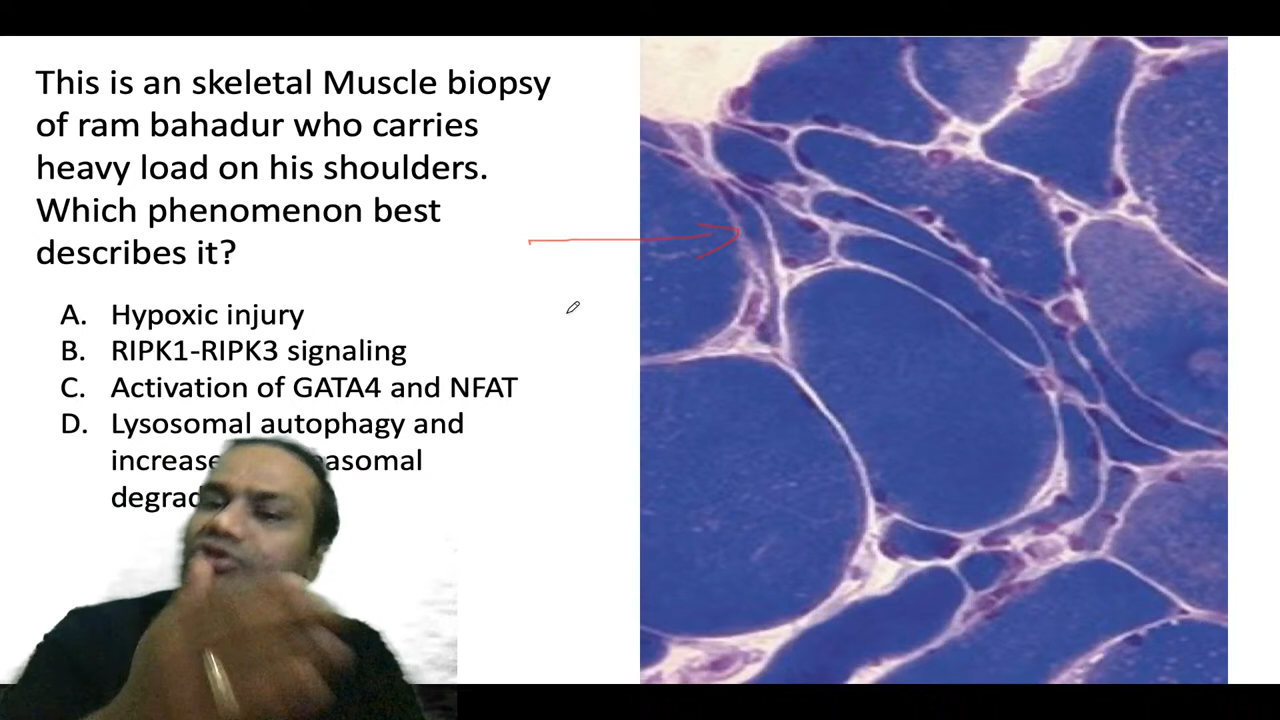 This is an skeletal Muscle biopsy
of ram bahadur who carries
heavy load on his shoulders.
Which phenomenon best
describes it?
A. Hypoxic injury
B. RIPK1-RIPK3 signaling
C. Activation of GATA4 and NFAT
D. Lysosomal autophagy and